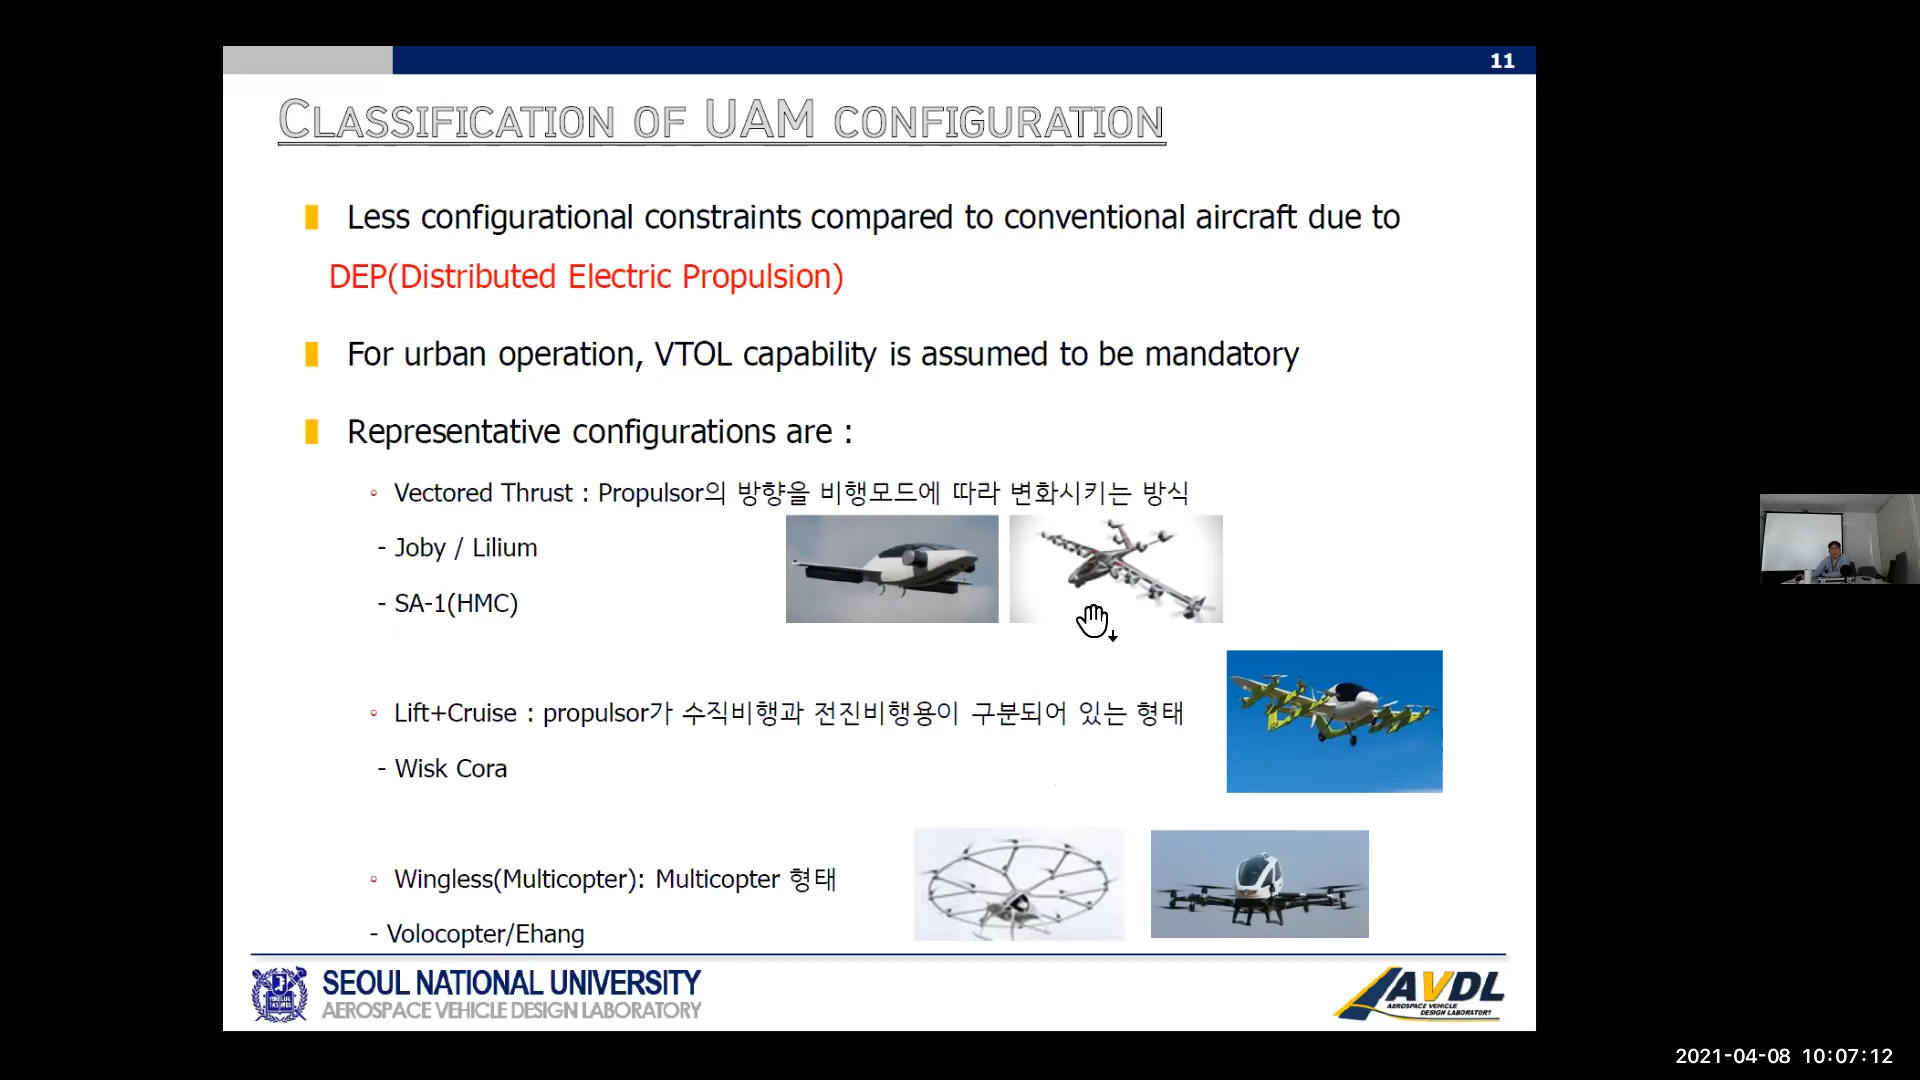 11
CLASSIFICATION OF UAM CONFIGURATION
Less configurational constraints compared to conventional aircraft due to
DEP(Distributed Electric Propulsion)
For urban operation, VTOL capability is assumed to be mandatory
Representative configurations are :
Vectored Thrust : Propulsor의 방향을 비행모드에 따라 변화시키는 방식
- Joby / Lilium
- SA-1(HMC)
Lift+Cruise : propulsor가 수직비행과 전진비행용이 구분되어 있는 형태
- Wisk Cora
Wingless(Multicopter): Multicopter 형태
- Volocopter/Ehang
SEOUL NATIONAL UNIVERSITY
AEROSPACE VEHICLE DESIGN LABORATORY
AVDL
AEROSPACE VEHICLE
DESIGN LABORATORY
2021-04-08 10:07:12